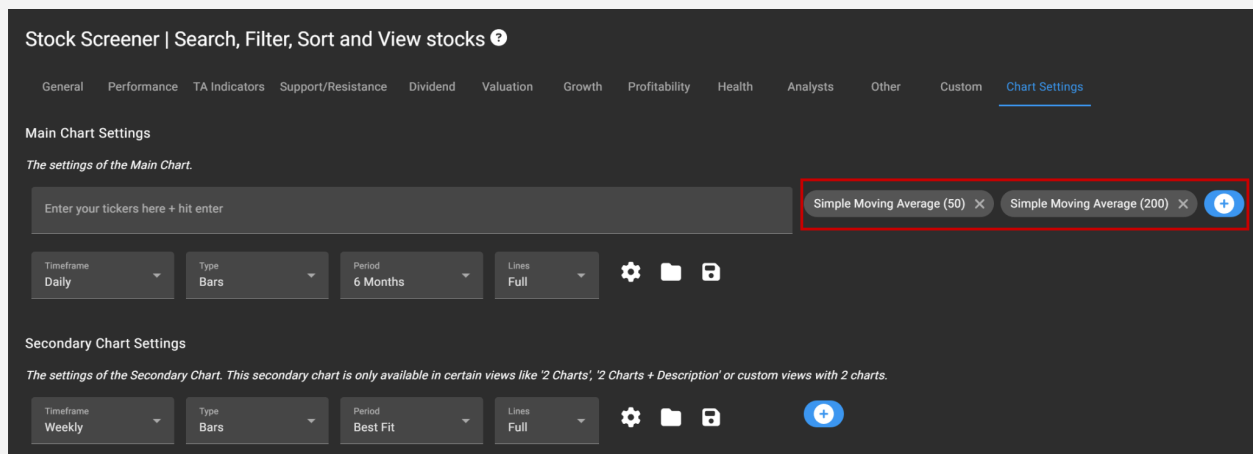 Stock Screener | Search, Filter, Sort and View stocks ?
General Performance TA Indicators Support/Resistance Dividend Valuation Growth Profitability Health Analysts Other Custom Chart Settings
Main Chart Settings
The settings of the Main Chart.
Enter your tickers here + hit enter
Simple Moving Average (50) Simple Moving Average (200)
Timeframe Type Period Lines
Daily Bars 6 Months Full
Secondary Chart Settings
The settings of the Secondary Chart. This secondary chart is only available in certain views like '2 Charts', '2 Charts + Description' or custom views with 2 charts.
Timeframe Type Period Lines
Weekly Bars Best Fit Full